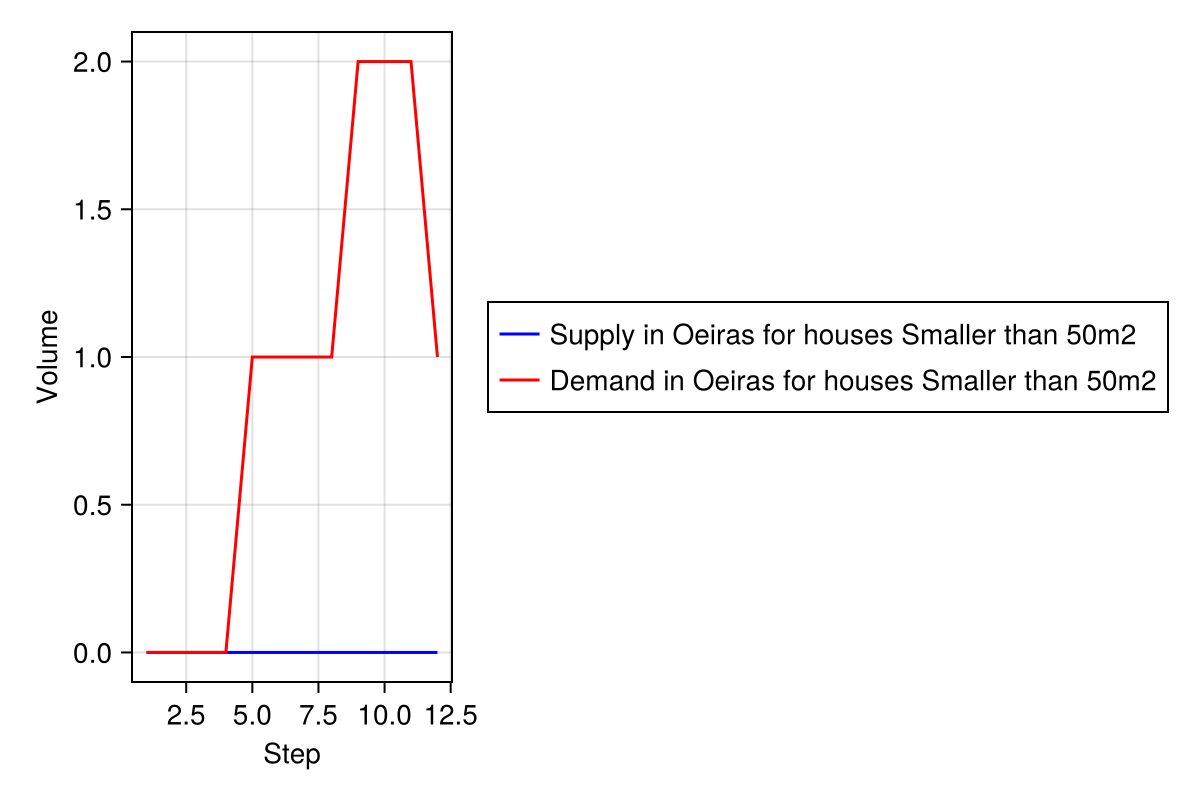 2.0
1.5
1.0
0.5
0.0
Volume
2.5 5.0 7.5 10.0 12.5
Step
Supply in Oeiras for houses Smaller than 50m2
Demand in Oeiras for houses Smaller than 50m2